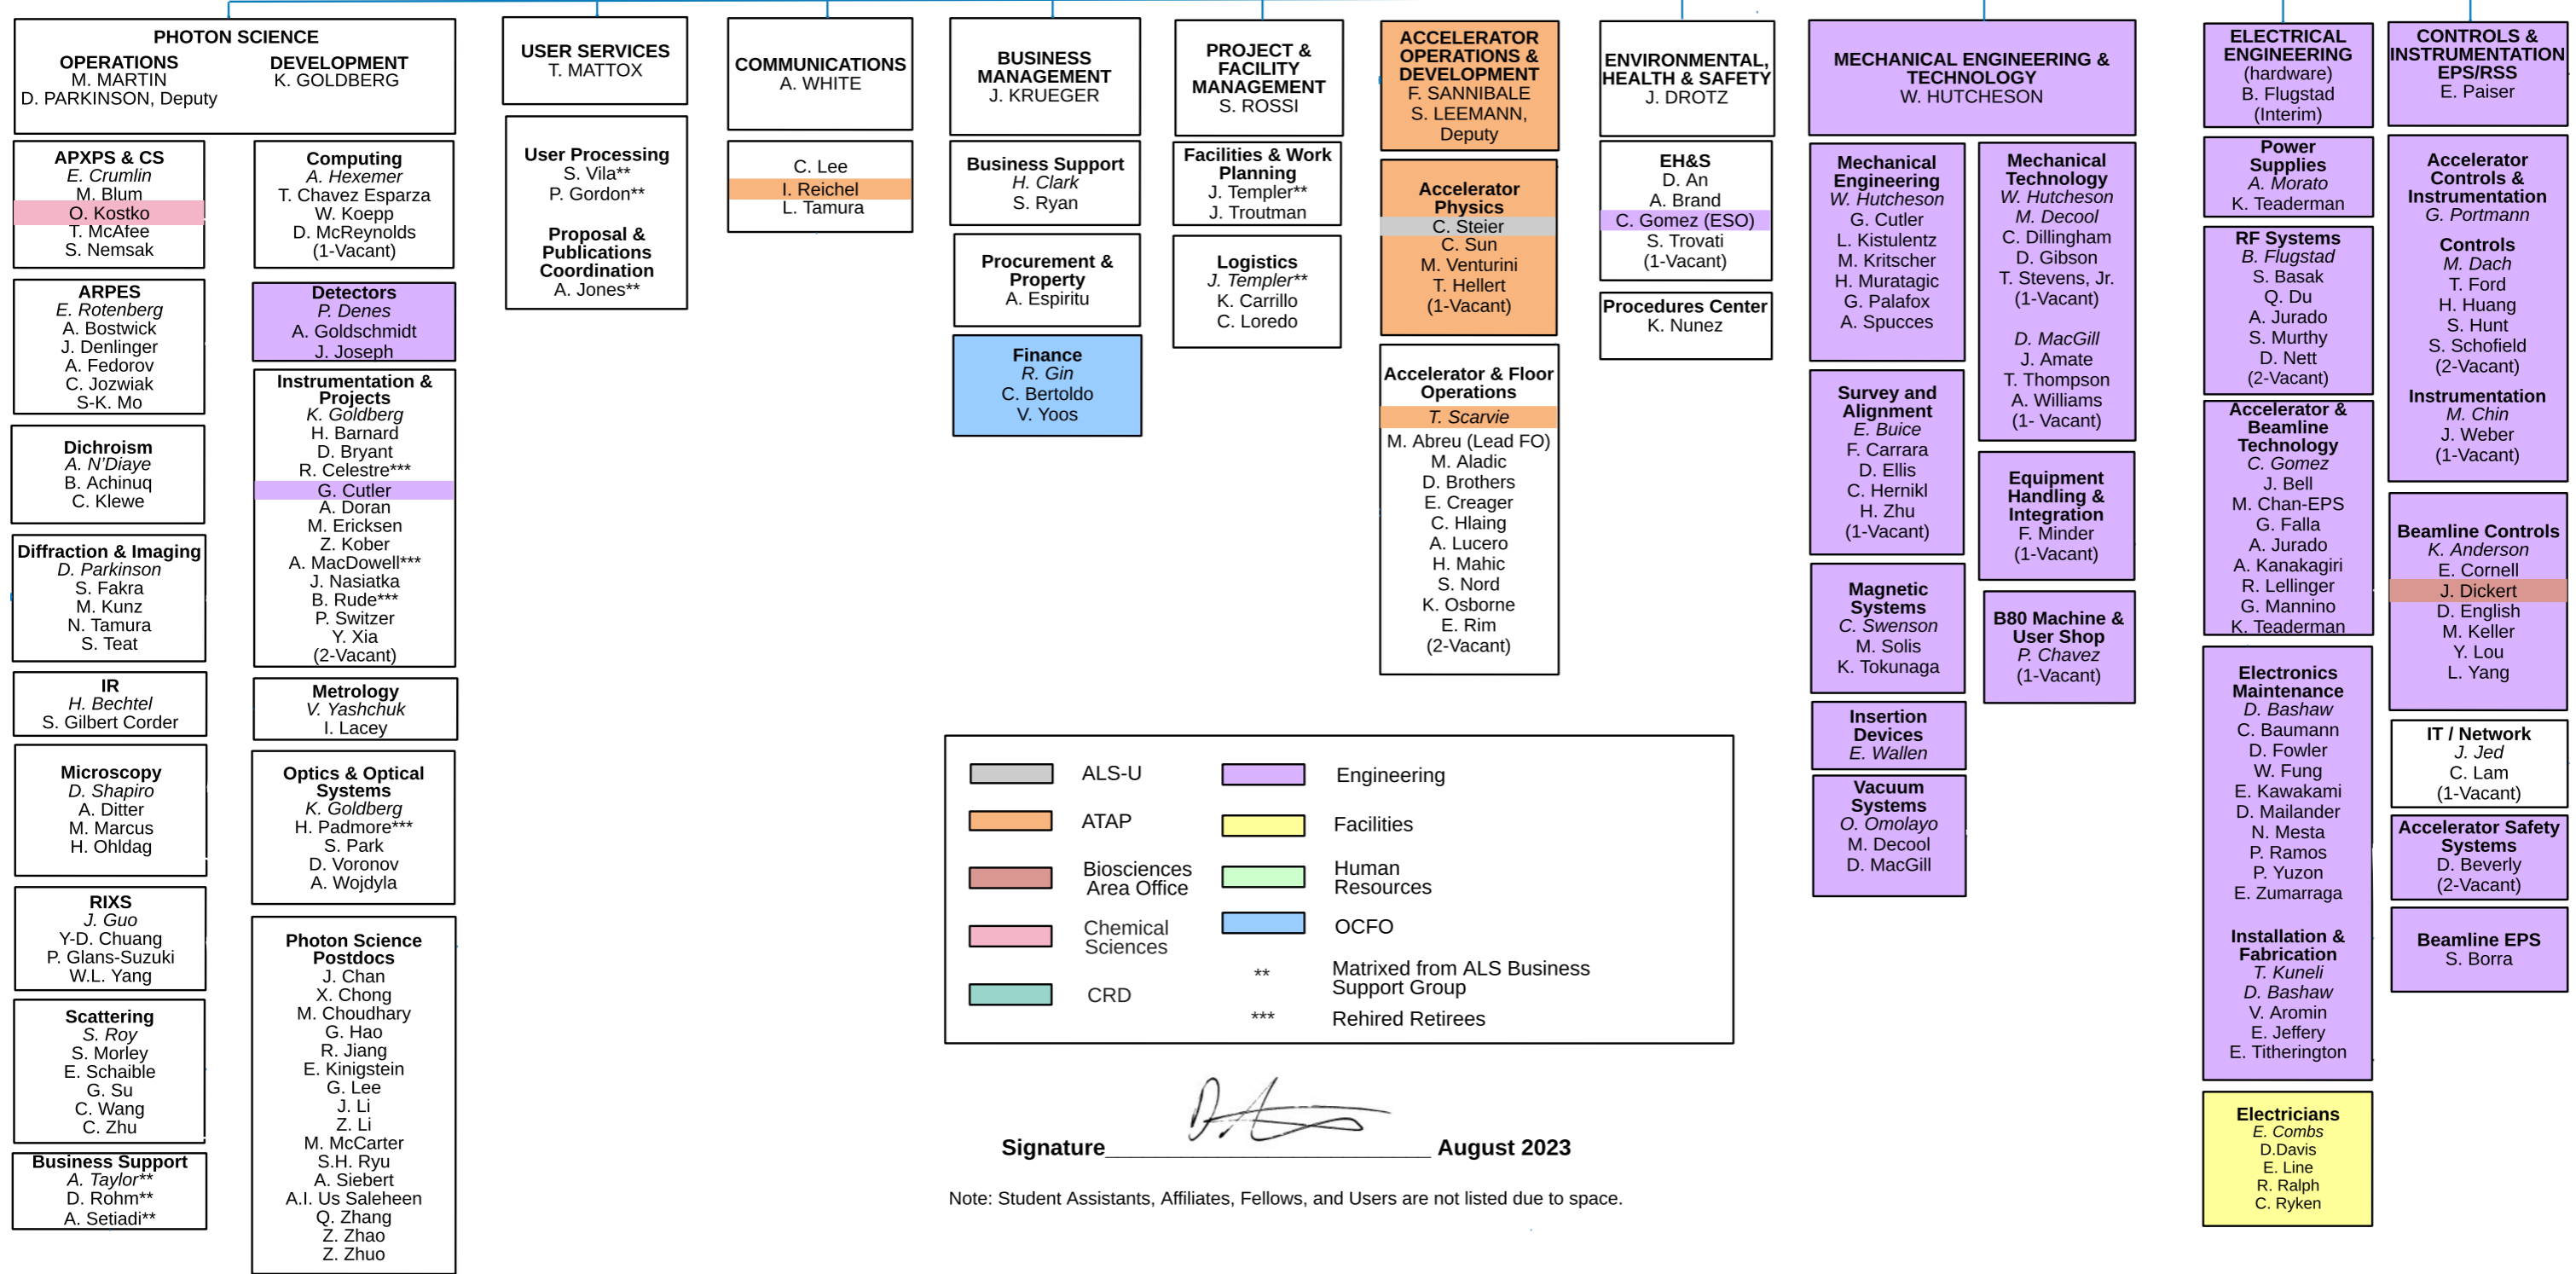 PHOTON SCIENCE
OPERATIONS
M. MARTIN
D. PARKINSON, Deputy
DEVELOPMENT
K. GOLDBERG
APXPS & CS
E. Crumlin
M. Blum
O. Kostko
T. McAfee
S. Nemsak
ARPES
E. Rotenberg
A. Bostwick
J. Denlinger
A. Fedorov
C. Jozwiak
S-K. Mo
Dichroism
A. N'Diaye
B. Achinuq
C. Klewe
Diffraction & Imaging
D. Parkinson
S. Fakra
M. Kunz
N. Tamura
S. Teat
IR
H. Bechtel
S. Gilbert Corder
Microscopy
D. Shapiro
A. Ditter
M. Marcus
H. Ohldag
RIXS
J. Guo
Y-D. Chuang
P. Glans-Suzuki
W.L. Yang
Scattering
S. Roy
S. Morley
E. Schaible
G. Su
C. Wang
C. Zhu
Business Support
A. Taylor**
D. Rohm**
A. Setiadi**
Computing
A. Hexemer
T. Chavez Esparza
W. Koepp
D. McReynolds
(1-Vacant)
Detectors
P. Denes
A. Goldschmidt
J. Joseph
Instrumentation &
Projects
K. Goldberg
H. Barnard
D. Bryant
R. Celestre***
G. Cutler
A. Doran
M. Ericksen
Z. Kober
A. MacDowell***
J. Nasiatka
B. Rude***
P. Switzer
Y. Xia
(2-Vacant)
Metrology
V. Yashchuk
I. Lacey
Optics & Optical
Systems
K. Goldberg
H. Padmore***
S. Park
D. Voronov
A. Wojdyla
Photon Science
Postdocs
J. Chan
X. Chong
M. Choudhary
G. Hao
R. Jiang
E. Kinigstein
G. Lee
J. Li
Z. Li
M. McCarter
S.H. Ryu
A. Siebert
A.I. Us Saleheen
Q. Zhang
Z. Zhao
Z. Zhuo
USER SERVICES
T. MATTOX
User Processing
S. Vila**
P. Gordon**
Proposal &
Publications
Coordination
A. Jones**
COMMUNICATIONS
A. WHITE
C. Lee
I. Reichel
L. Tamura
BUSINESS
MANAGEMENT
J. KRUEGER
Business Support
H. Clark
S. Ryan
Procurement &
Property
A. Espiritu
Finance
R. Gin
C. Bertoldo
V. Yoos
PROJECT &
FACILITY
MANAGEMENT
S. ROSSI
Facilities & Work
Planning
J. Templer**
J. Troutman
Logistics
J. Templer**
K. Carrillo
C. Loredo
ACCELERATOR
OPERATIONS &
DEVELOPMENT
F. SANNIBALE
S. LEEMANN,
Deputy
Accelerator
Physics
C. Steier
C. Sun
M. Venturini
T. Hellert
(1-Vacant)
Accelerator & Floor
Operations
T. Scarvie
M. Abreu (Lead FO)
M. Aladic
D. Brothers
E. Creager
C. Hlaing
A. Lucero
H. Mahic
S. Nord
K. Osborne
E. Rim
(2-Vacant)
ENVIRONMENTAL,
HEALTH & SAFETY
J. DROTZ
EH&S
D. An
A. Brand
C. Gomez (ESO)
S. Trovati
(1-Vacant)
Procedures Center
K. Nunez
MECHANICAL ENGINEERING &
TECHNOLOGY
W. HUTCHESON
Mechanical
Engineering
W. Hutcheson
G. Cutler
L. Kistulentz
M. Kritscher
H. Muratagic
G. Palafox
A. Spucces
Survey and
Alignment
E. Buice
F. Carrara
D. Ellis
C. Hernikl
H. Zhu
(1-Vacant)
Magnetic
Systems
C. Swenson
M. Solis
K. Tokunaga
Insertion
Devices
E. Wallen
Vacuum
Systems
O. Omolayo
M. Decool
D. MacGill
Mechanical
Technology
W. Hutcheson
M. Decool
C. Dillingham
D. Gibson
T. Stevens, Jr.
(1-Vacant)
D. MacGill
J. Amate
T. Thompson
A. Williams
(1- Vacant)
Equipment
Handling &
Integration
F. Minder
(1-Vacant)
B80 Machine &
User Shop
P. Chavez
(1-Vacant)
ELECTRICAL
ENGINEERING
(hardware)
B. Flugstad
(Interim)
Power
Supplies
A. Morato
K. Teaderman
RF Systems
B. Flugstad
S. Basak
Q. Du
A. Jurado
S. Murthy
D. Nett
(2-Vacant)
Accelerator &
Beamline
Technology
C. Gomez
J. Bell
M. Chan-EPS
G. Falla
A. Jurado
A. Kanakagiri
R. Lellinger
G. Mannino
K. Teaderman
Electronics
Maintenance
D. Bashaw
C. Baumann
D. Fowler
W. Fung
E. Kawakami
D. Mailander
N. Mesta
P. Ramos
P. Yuzon
E. Zumarraga
Installation &
Fabrication
T. Kuneli
D. Bashaw
V. Aromin
E. Jeffery
E. Titherington
Electricians
E. Combs
D.Davis
E. Line
R. Ralph
C. Ryken
CONTROLS &
INSTRUMENTATION
EPS/RSS
E. Paiser
Accelerator
Controls &
Instrumentation
G. Portmann
Controls
M. Dach
T. Ford
H. Huang
S. Hunt
S. Schofield
(2-Vacant)
Instrumentation
M. Chin
J. Weber
(1-Vacant)
Beamline Controls
K. Anderson
E. Cornell
J. Dickert
D. English
M. Keller
Y. Lou
L. Yang
IT / Network
J. Jed
C. Lam
(1-Vacant)
Accelerator Safety
Systems
D. Beverly
(2-Vacant)
Beamline EPS
S. Borra
ALS-U
ATAP
Biosciences
Area Office
Chemical
Sciences
CRD
Engineering
Facilities
Human
Resources
OCFO
** Matrixed from ALS Business
Support Group
*** Rehired Retirees
Signature__________________________ August 2023
Note: Student Assistants, Affiliates, Fellows, and Users are not listed due to space.